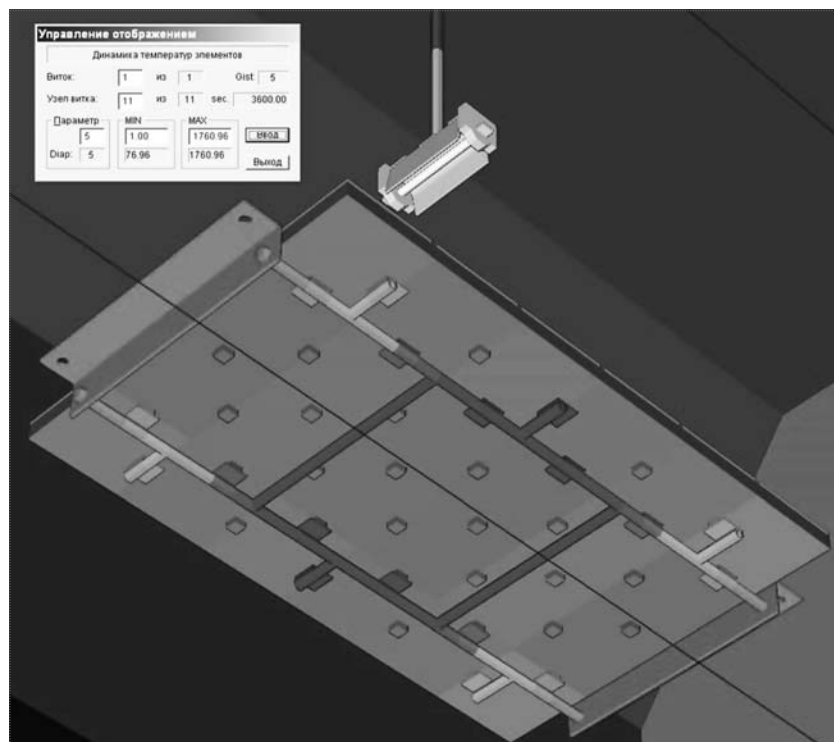 Управление отображением
Динамика температур элементов
Виток: 1 из 1 Gist: 5
Узел витка: 11 из 11 sec. 3600.00
Параметр MIN MAX
5 1.00 1760.96 Ввод
Diap: 5 76.96 1760.96 Выход